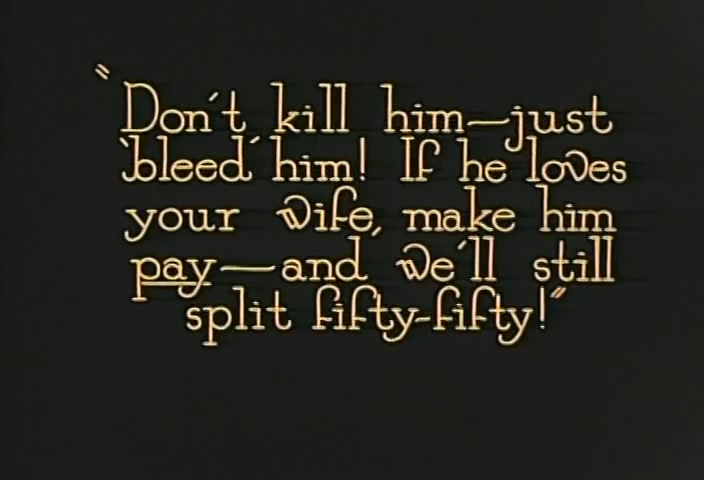 "Don't kill him—just
'bleed' him! If he loves
your wife, make him
pay—and we'll still
split fifty-fifty!"